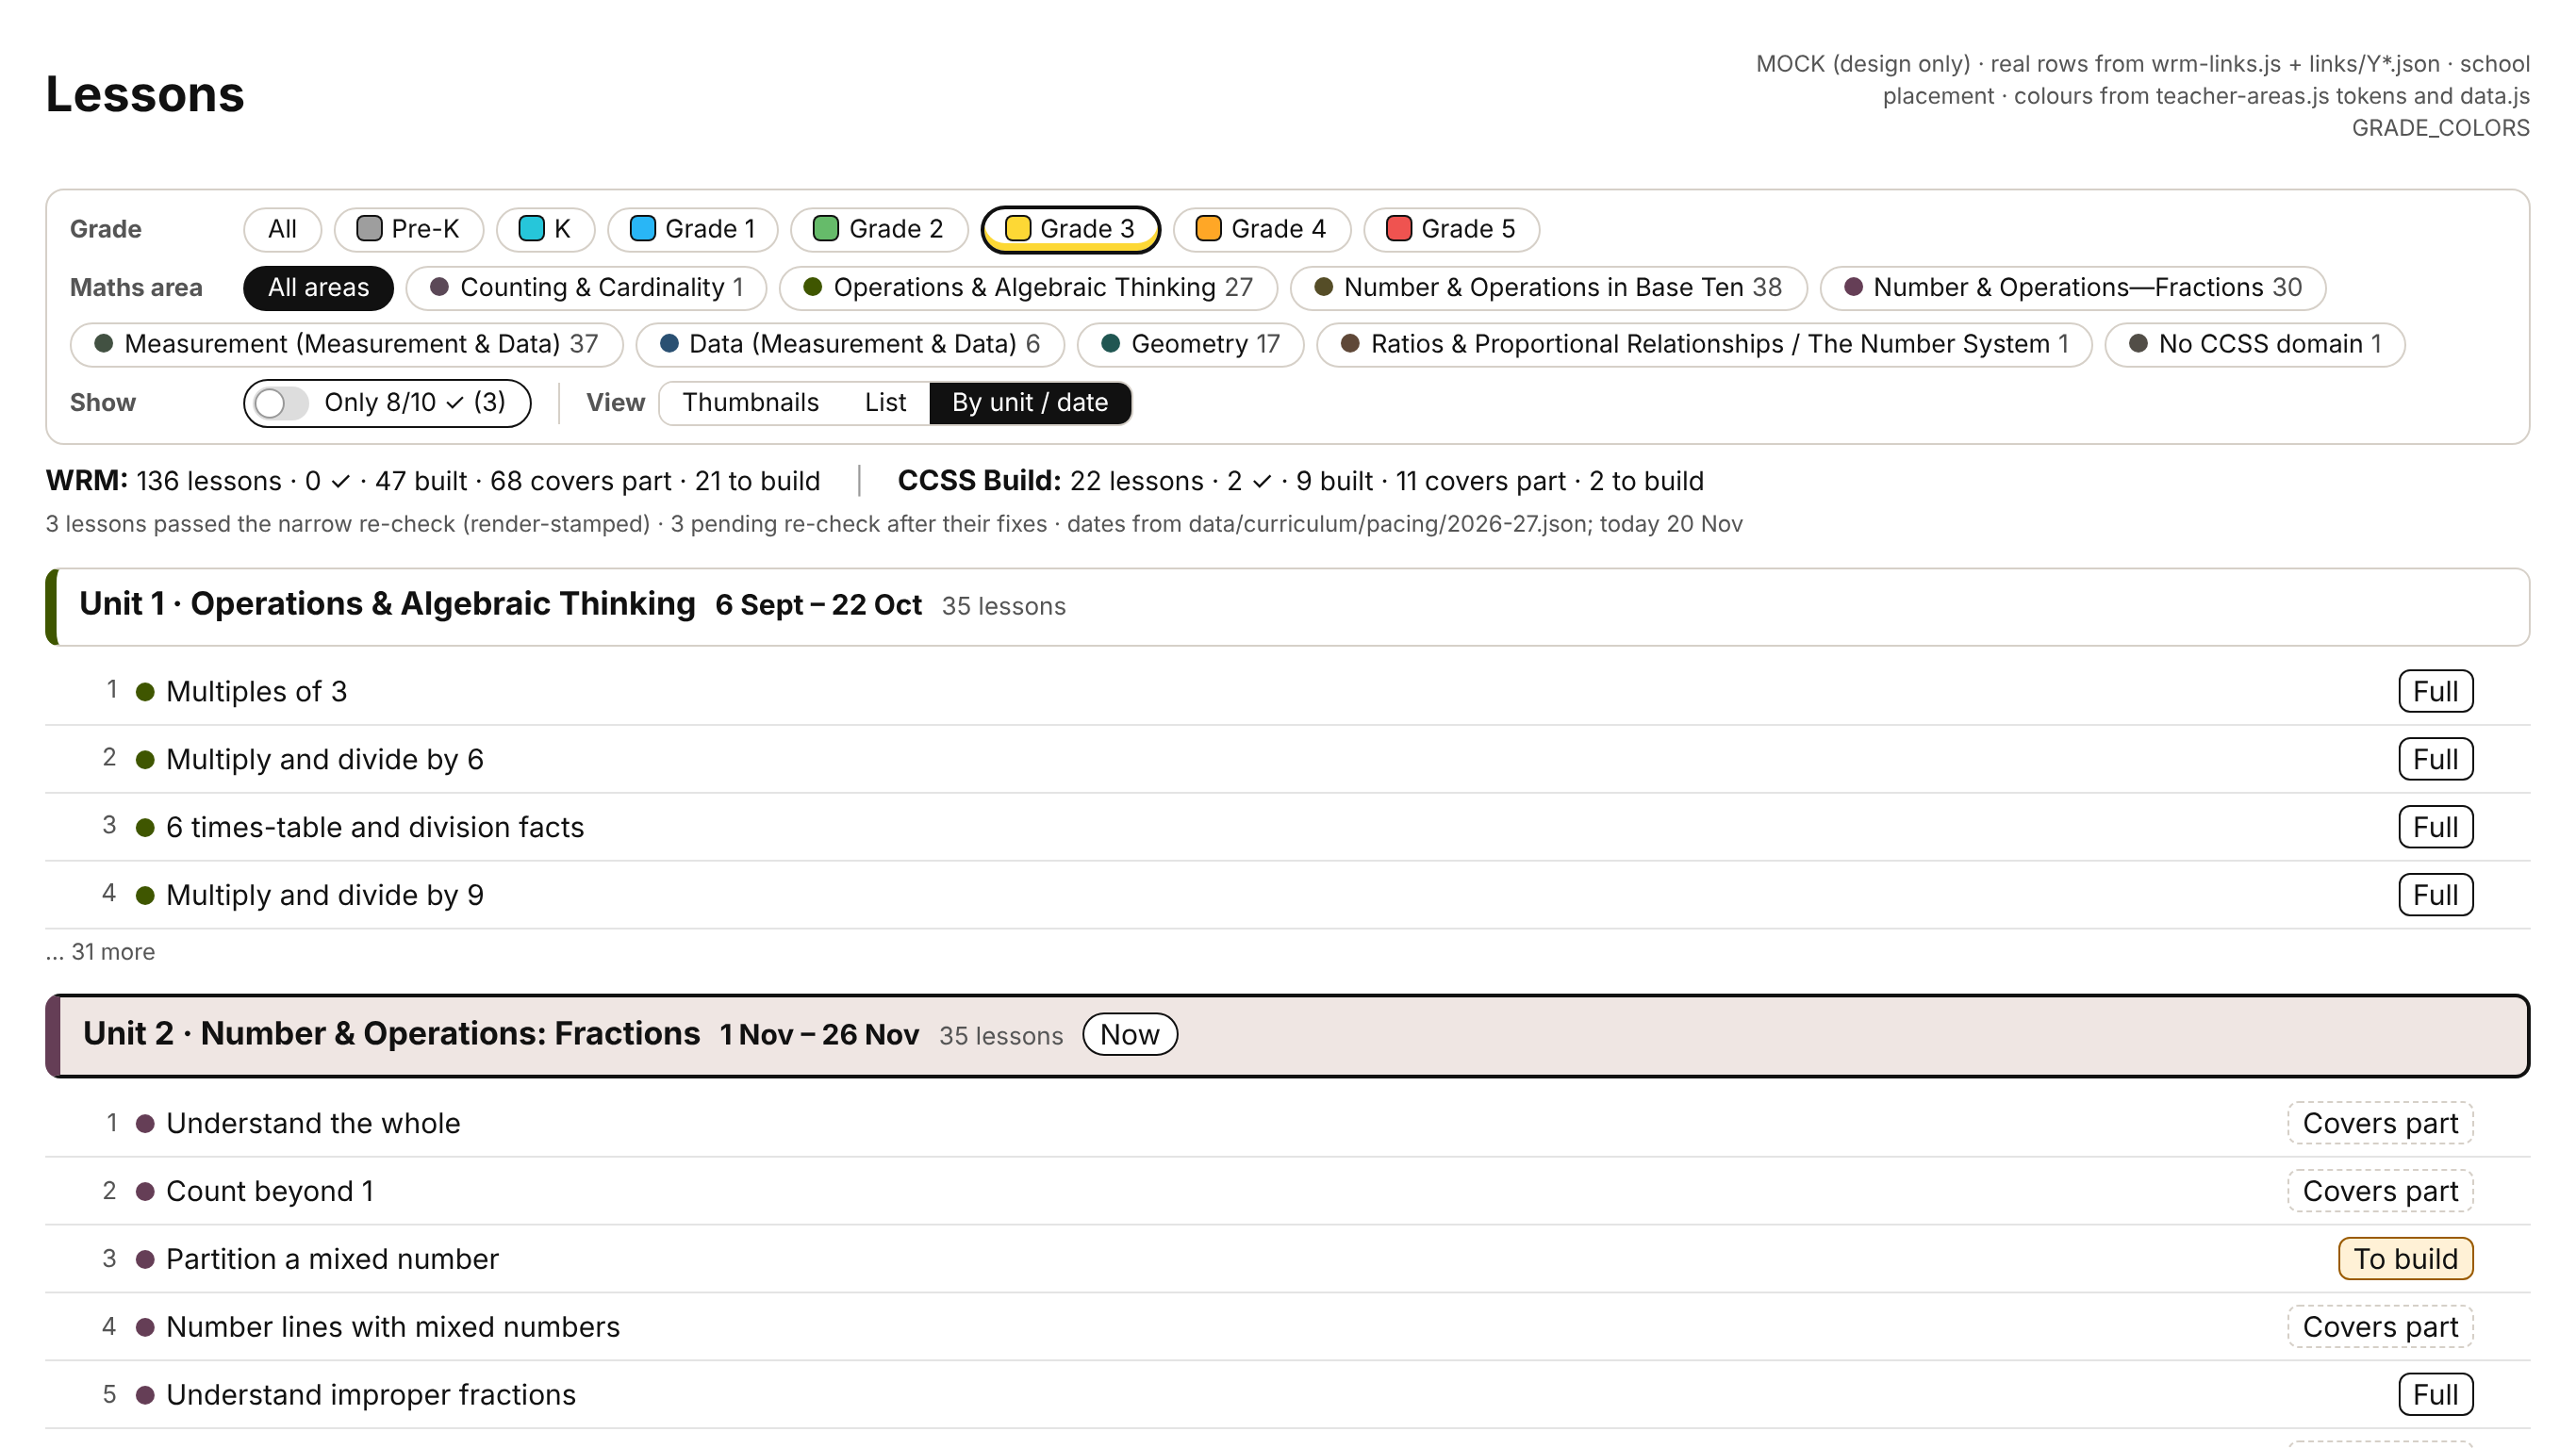 Lessons
MOCK (design only) · real rows from wrm-links.js + links/Y*.json · school
placement · colours from teacher-areas.js tokens and data.js
GRADE_COLORS
Grade All Pre-K K Grade 1 Grade 2 Grade 3 Grade 4 Grade 5
Maths area All areas Counting & Cardinality 1 Operations & Algebraic Thinking 27 Number & Operations in Base Ten 38 Number & Operations—Fractions 30
Measurement (Measurement & Data) 37 Data (Measurement & Data) 6 Geometry 17 Ratios & Proportional Relationships / The Number System 1 No CCSS domain 1
Show Only 8/10 ✓ (3) View Thumbnails List By unit / date
WRM: 136 lessons · 0 ✓ · 47 built · 68 covers part · 21 to build | CCSS Build: 22 lessons · 2 ✓ · 9 built · 11 covers part · 2 to build
3 lessons passed the narrow re-check (render-stamped) · 3 pending re-check after their fixes · dates from data/curriculum/pacing/2026-27.json; today 20 Nov
Unit 1 · Operations & Algebraic Thinking 6 Sept – 22 Oct 35 lessons
1 Multiples of 3 Full
2 Multiply and divide by 6 Full
3 6 times-table and division facts Full
4 Multiply and divide by 9 Full
... 31 more
Unit 2 · Number & Operations: Fractions 1 Nov – 26 Nov 35 lessons Now
1 Understand the whole Covers part
2 Count beyond 1 Covers part
3 Partition a mixed number To build
4 Number lines with mixed numbers Covers part
5 Understand improper fractions Full